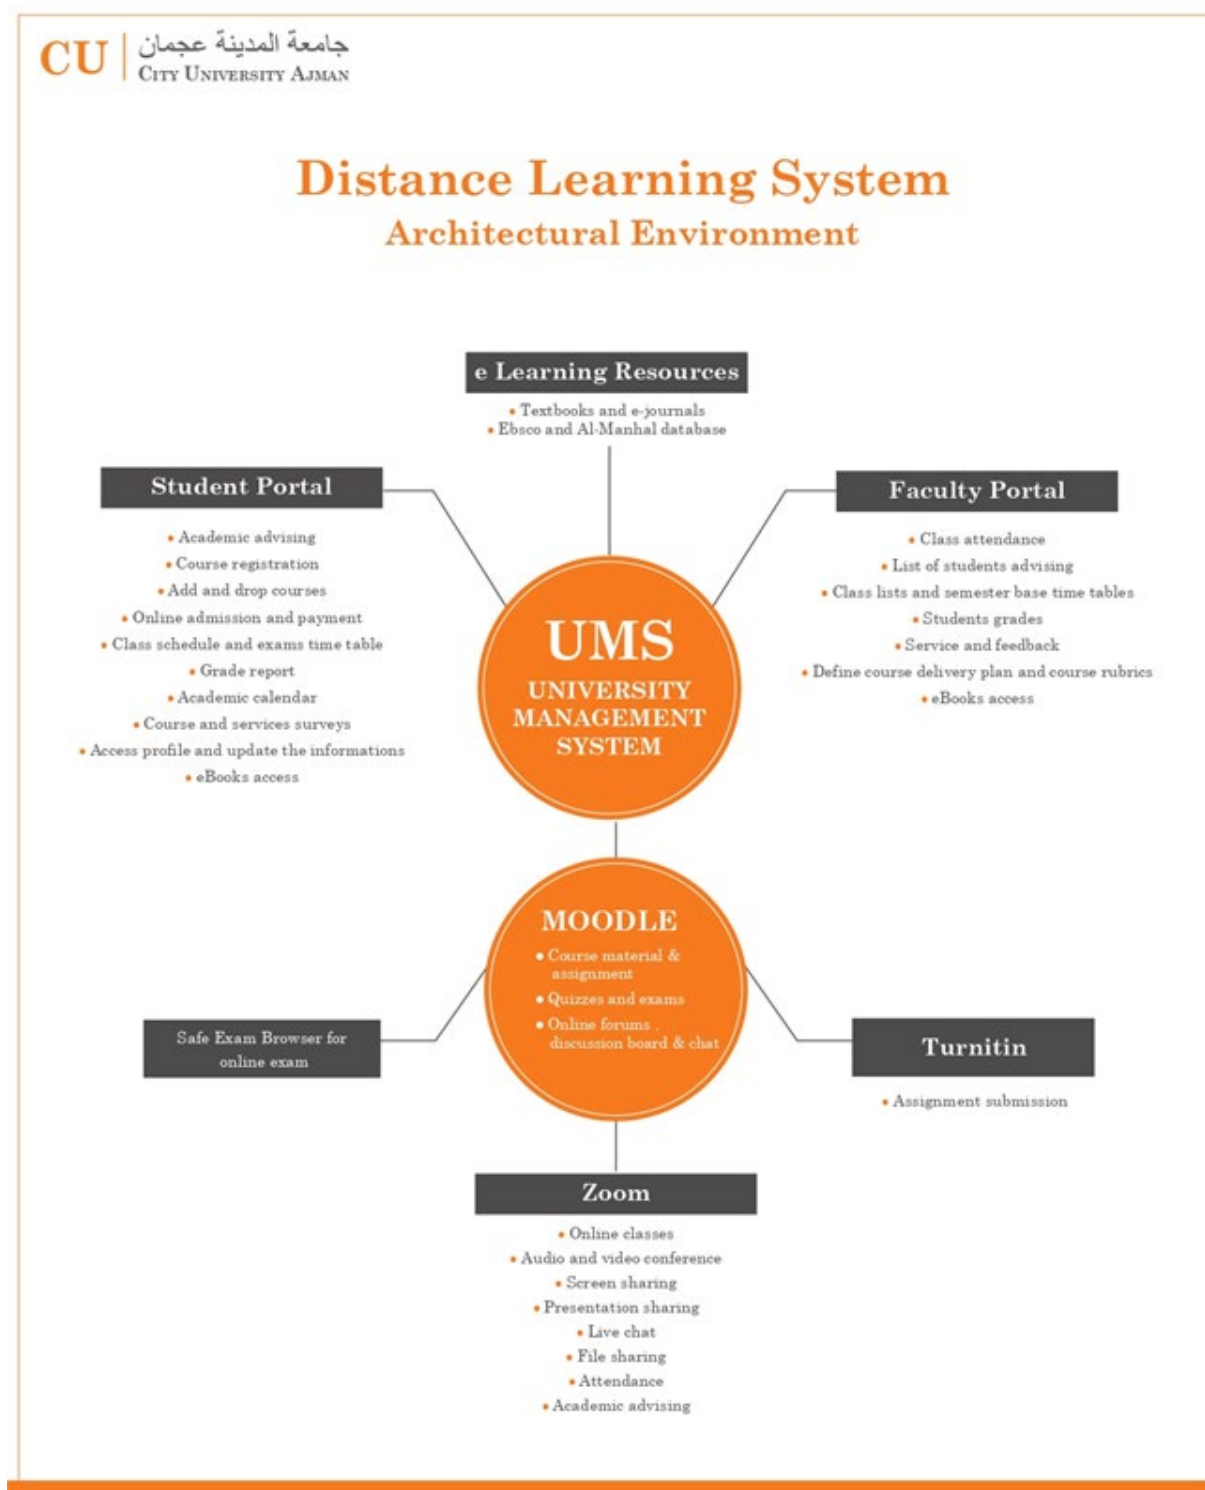 CU
جامعة المدينة عجمان
CITY UNIVERSITY AJMAN
Distance Learning System
Architectural Environment
e Learning Resources
• Textbooks and e-journals
• Ebsco and Al-Manhal database
Student Portal
• Academic advising
• Course registration
• Add and drop courses
• Online admission and payment
• Class schedule and exams time table
• Grade report
• Academic calendar
• Course and services surveys
• Access profile and update the informations
• eBooks access
Faculty Portal
• Class attendance
• List of students advising
• Class lists and semester base time tables
• Students grades
• Service and feedback
• Define course delivery plan and course rubrics
• eBooks access
UMS
UNIVERSITY
MANAGEMENT
SYSTEM
MOODLE
• Course material &
assignment
• Quizzes and exams
• Online forums ,
discussion board & chat
Safe Exam Browser for
online exam
Turnitin
• Assignment submission
Zoom
• Online classes
• Audio and video conference
• Screen sharing
• Presentation sharing
• Live chat
• File sharing
• Attendance
• Academic advising